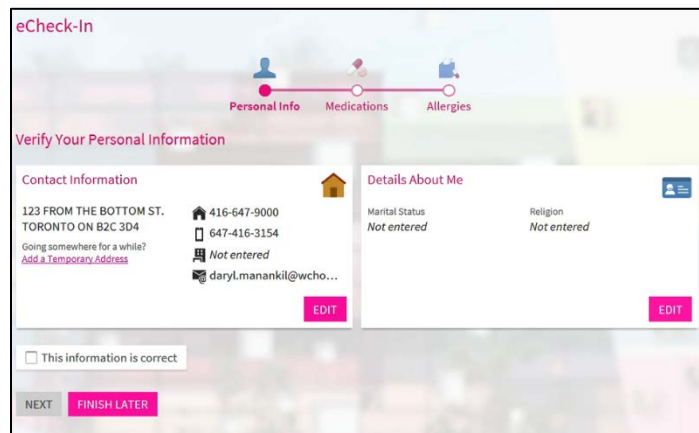 eCheck-In
Personal Info
Medications
Allergies
Verify Your Personal Information
Contact Information
123 FROM THE BOTTOM ST.
TORONTO ON B2C 3D4
Going somewhere for a while?
Add a Temporary Address
416-647-9000
647-416-3154
Not entered
daryl.manankil@wcho...
EDIT
Details About Me
Marital Status
Not entered
Religion
Not entered
EDIT
This information is correct
NEXT
FINISH LATER